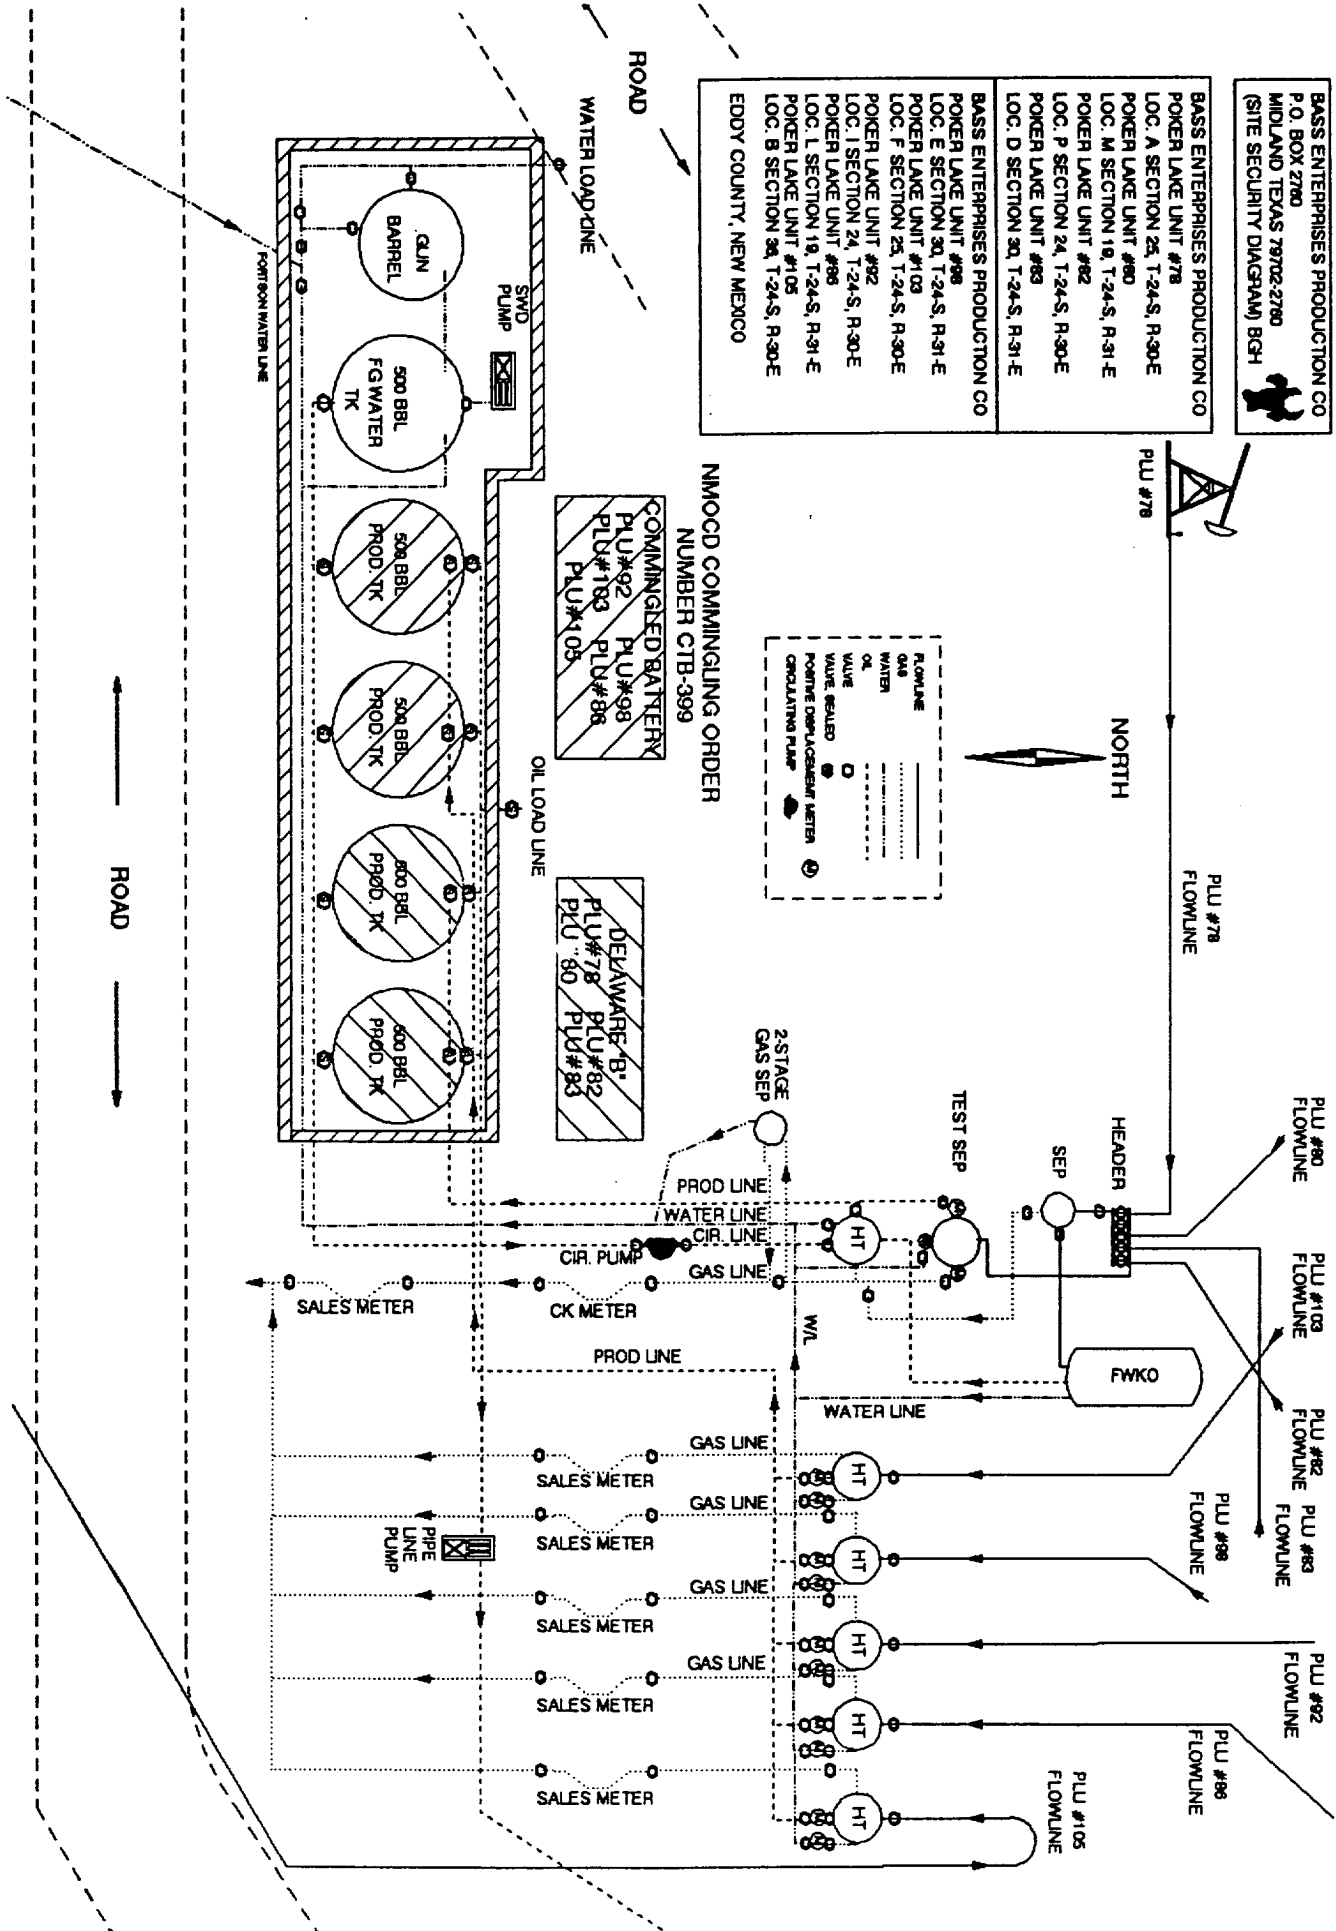 BASS ENTERPRISES PRODUCTION CO
P.O. BOX 2760
MIDLAND TEXAS 79702-2760
(SITE SECURITY DIAGRAM) BGH
BASS ENTERPRISES PRODUCTION CO
POKER LAKE UNIT #78
LOC. A SECTION 25, T-24-S, R-30-E
POKER LAKE UNIT #80
LOC. M SECTION 19, T-24-S, R-31-E
POKER LAKE UNIT #82
LOC. P SECTION 24, T-24-S, R-30-E
POKER LAKE UNIT #83
LOC. D SECTION 30, T-24-S, R-31-E
BASS ENTERPRISES PRODUCTION CO
POKER LAKE UNIT #98
LOC. E SECTION 30, T-24-S, R-31-E
POKER LAKE UNIT #103
LOC. F SECTION 25, T-24-S, R-30-E
POKER LAKE UNIT #92
LOC. I SECTION 24, T-24-S, R-30-E
POKER LAKE UNIT #86
LOC. L SECTION 19, T-24-S, R-31-E
POKER LAKE UNIT #105
LOC. B SECTION 36, T-24-S, R-30-E
EDDY COUNTY, NEW MEXICO
PLU #78
PLU #78
FLOWLINE
PLU #80
FLOWLINE
PLU #103
FLOWLINE
PLU #82
FLOWLINE
PLU #83
FLOWLINE
PLU #98
FLOWLINE
PLU #92
FLOWLINE
PLU #86
FLOWLINE
PLU #105
FLOWLINE
NORTH
FLOWLINE
GAS
WATER
OIL
VALVE
VALVE, SEALED
POSITIVE DISPLACEMENT METER
M
CIRCULATING PUMP
HEADER
SEP
TEST SEP
FWKO
2-STAGE
GAS SEP
HT
HT
HT
HT
HT
HT
W/L
WATER LINE
PROD LINE
WATER LINE
CIR. LINE
CIR. PUMP
GAS LINE
CK METER
SALES METER
PROD LINE
GAS LINE
SALES METER
GAS LINE
SALES METER
GAS LINE
SALES METER
GAS LINE
SALES METER
SALES METER
PIPE
LINE
PUMP
NMOCD COMMINGLING ORDER
NUMBER CTB-399
COMMINGLED BATTERY
PLU#92 PLU#98
PLU#103 PLU#86
PLU#105
DELAWARE "B"
PLU#78 PLU#82
PLU #80 PLU#83
ROAD
WATER LOAD LINE
OIL LOAD LINE
SWD
PUMP
GUN
BARREL
500 BBL
FG WATER
TK
500 BBL
PROD. TK
500 BBL
PROD. TK
500 BBL
PROD. TK
500 BBL
PROD. TK
FORTSON WATER LINE
ROAD